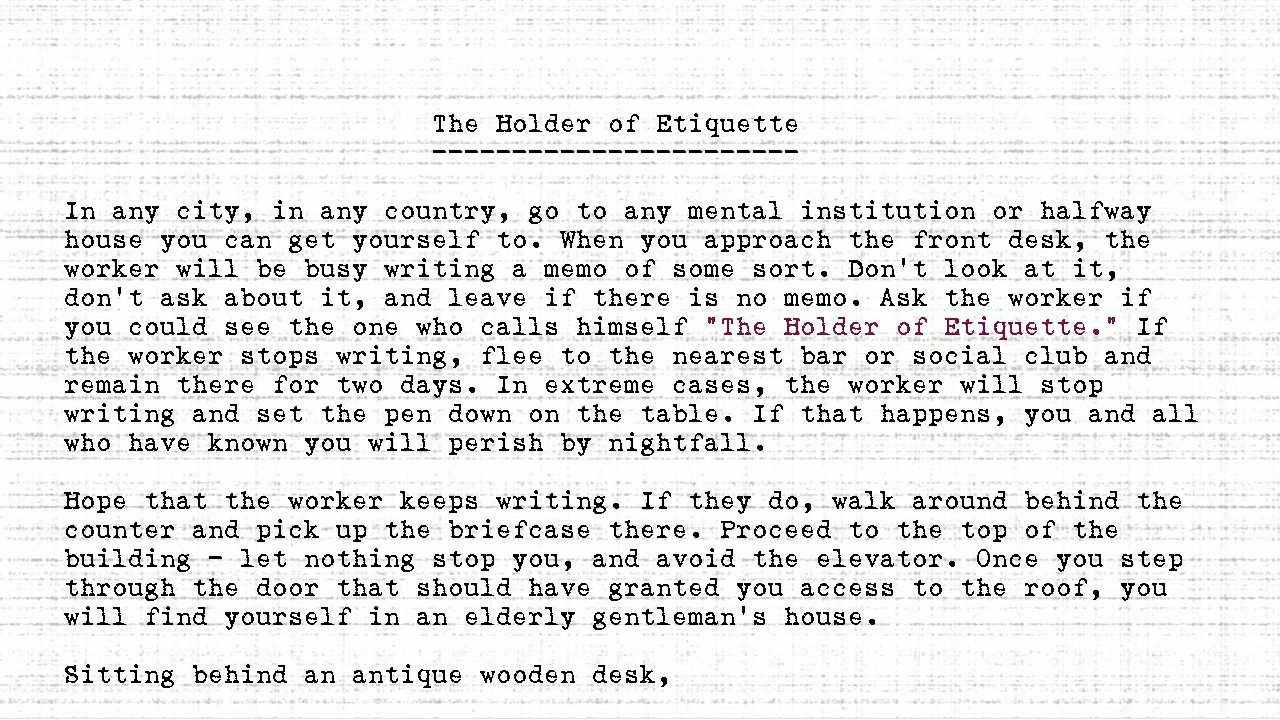 The Holder of Etiquette
In any city, in any country, go to any mental institution or halfway
house you can get yourself to. When you approach the front desk, the
worker will be busy writing a memo of some sort. Don't look at it,
don't ask about it, and leave if there is no memo. Ask the worker if
you could see the one who calls himself "The Holder of Etiquette." If
the worker stops writing, flee to the nearest bar or social club and
remain there for two days. In extreme cases, the worker will stop
writing and set the pen down on the table. If that happens, you and all
who have known you will perish by nightfall.
Hope that the worker keeps writing. If they do, walk around behind the
counter and pick up the briefcase there. Proceed to the top of the
building - let nothing stop you, and avoid the elevator. Once you step
through the door that should have granted you access to the roof, you
will find yourself in an elderly gentleman's house.
Sitting behind an antique wooden desk,